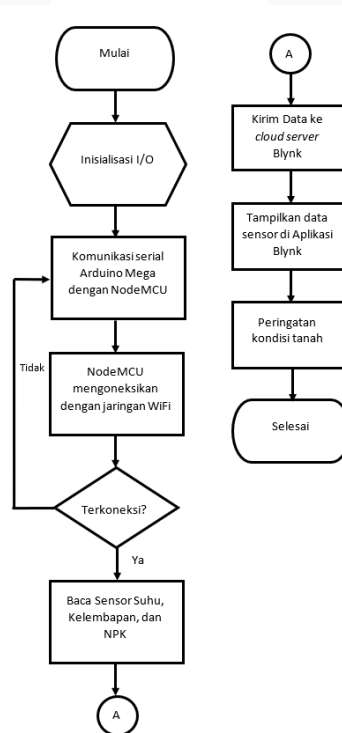 Mulai
Inisialisasi I/O
Komunikasi serial
Arduino Mega
dengan NodeMCU
Tidak
NodeMCU
mengoneksikan
dengan jaringan WiFi
Terkoneksi?
Ya
Baca Sensor Suhu,
Kelembapan, dan
NPK
A
A
Kirim Data ke
cloud server
Blynk
Tampilkan data
sensor di Aplikasi
Blynk
Peringatan
kondisi tanah
Selesai